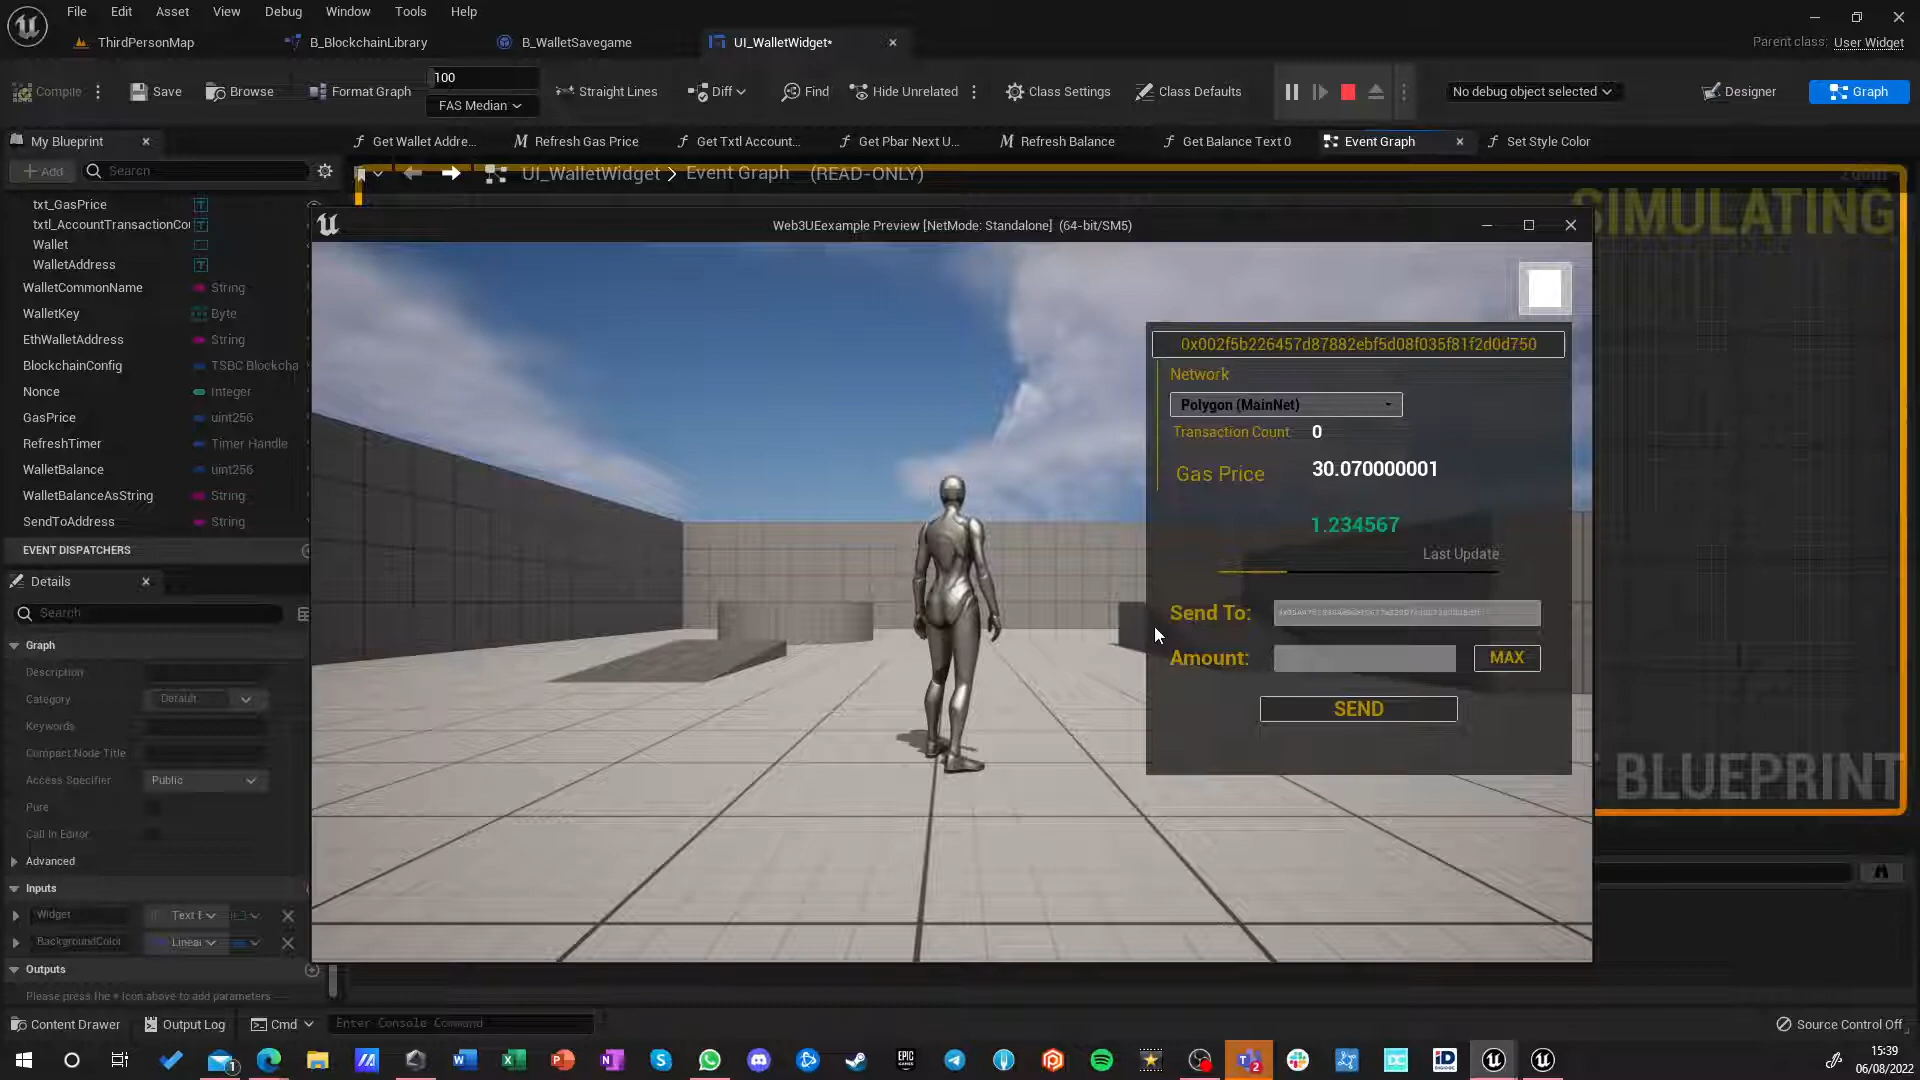 File Edit Asset View Debug Window Tools Help
ThirdPersonMap B_BlockchainLibrary B_WalletSavegame UI_WalletWidget* Parent class: User Widget
Compile Save Browse Format Graph 100 FAS Median Straight Lines Diff Find Hide Unrelated Class Settings Class Defaults No debug object selected Designer Graph
My Blueprint Get Wallet Addre... Refresh Gas Price Get Txtl Account... Get Pbar Next U... Refresh Balance Get Balance Text 0 Event Graph Set Style Color
Add Search UI_WalletWidget > Event Graph (READ-ONLY)
SIMULATING
txt_GasPrice
txtl_AccountTransactionCou
Wallet
WalletAddress
WalletCommonName String
WalletKey Byte
EthWalletAddress String
BlockchainConfig TSBC Blockcha
Nonce Integer
GasPrice uint256
RefreshTimer Timer Handle
WalletBalance uint256
WalletBalanceAsString String
SendToAddress String
EVENT DISPATCHERS
Details
Search
Graph
Description
Category Default
Keywords
Compact Node Title
Access Specifier Public
Pure
Call In Editor
Advanced
Inputs
Widget Text
BackgroundColor Linear
Outputs
Please press the + icon above to add parameters
Web3UEexample Preview [NetMode: Standalone] (64-bit/SM5)
0x002f5b226457d87882ebf5d08f035f81f2d0d750
Network
Polygon (MainNet)
Transaction Count 0
Gas Price 30.070000001
1.234567
Last Update
Send To:
Amount: MAX
SEND
BLUEPRINT
Content Drawer Output Log Cmd Enter Console Command Source Control Off
15:39
06/08/2022